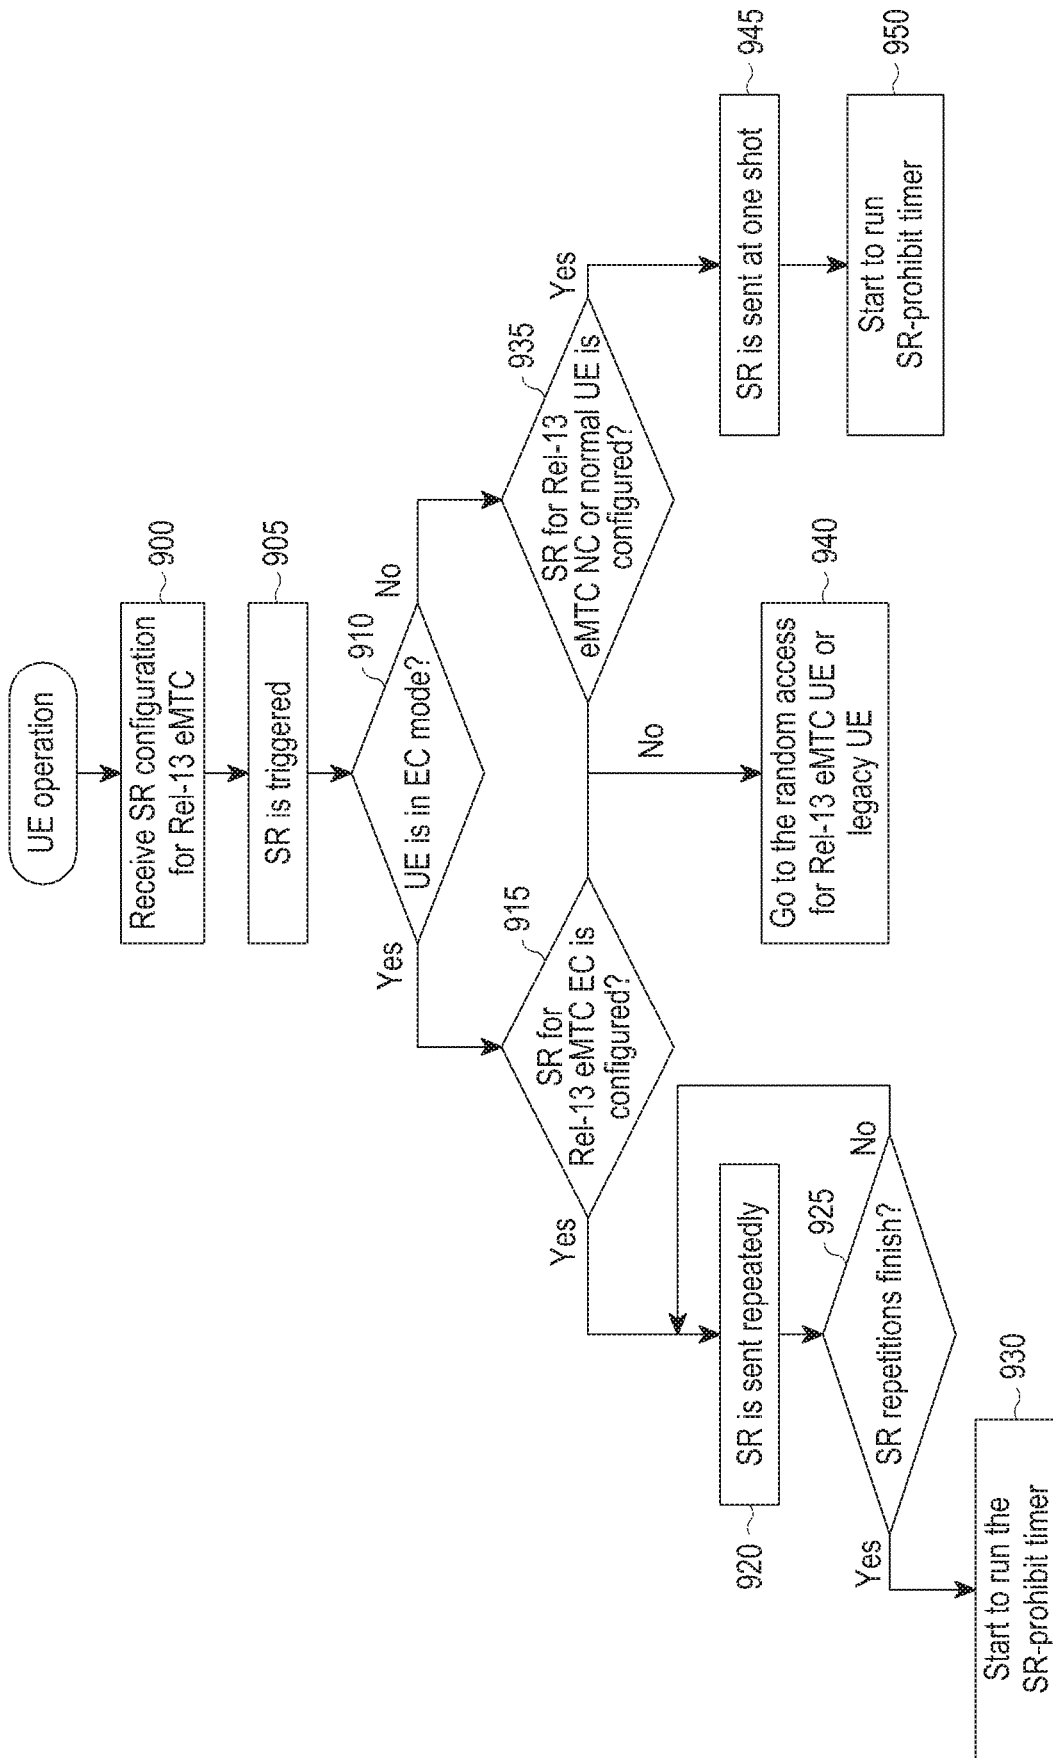 UE operation
Receive SR configuration
for Rel-13 eMTC
900
SR is triggered
905
UE is in EC mode?
910
Yes
No
SR for
Rel-13 eMTC EC is
configured?
915
Yes
SR is sent repeatedly
920
SR repetitions finish?
925
No
Yes
Start to run the
SR-prohibit timer
930
SR for Rel-13
eMTC NC or normal UE is
configured?
935
No
Go to the random access
for Rel-13 eMTC UE or
legacy UE
940
Yes
SR is sent at one shot
945
Start to run
SR-prohibit timer
950